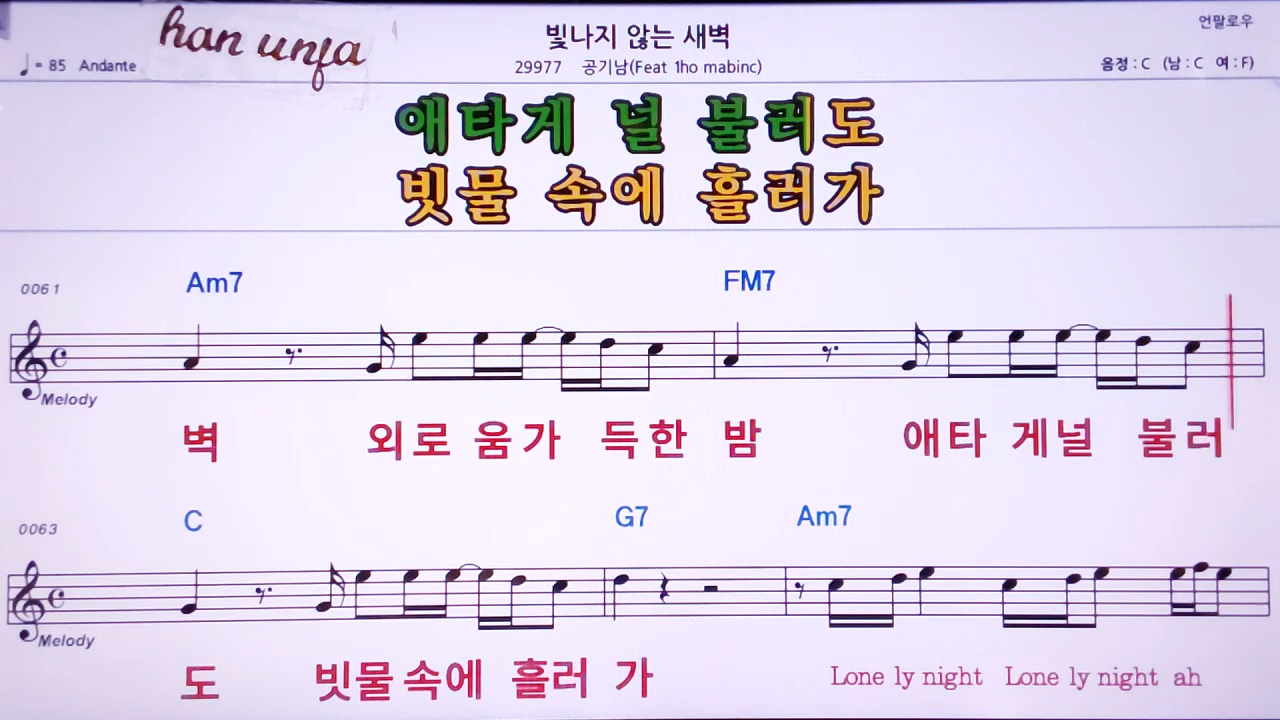 han unfa
빛나지 않는 새벽
언팔로우
♩= 85 Andante
29977 공기남(Feat 1ho mabinc)
음정 : C (남 : C 여 : F)
애타게 널 불러도
빗물 속에 흘러가
0061
Am7 FM7
Melody
벽 외로 움가 득한 밤 애타 게널 불러
0063
C G7 Am7
Melody
도 빗물속에 흘러 가 Lone ly night Lone ly night ah